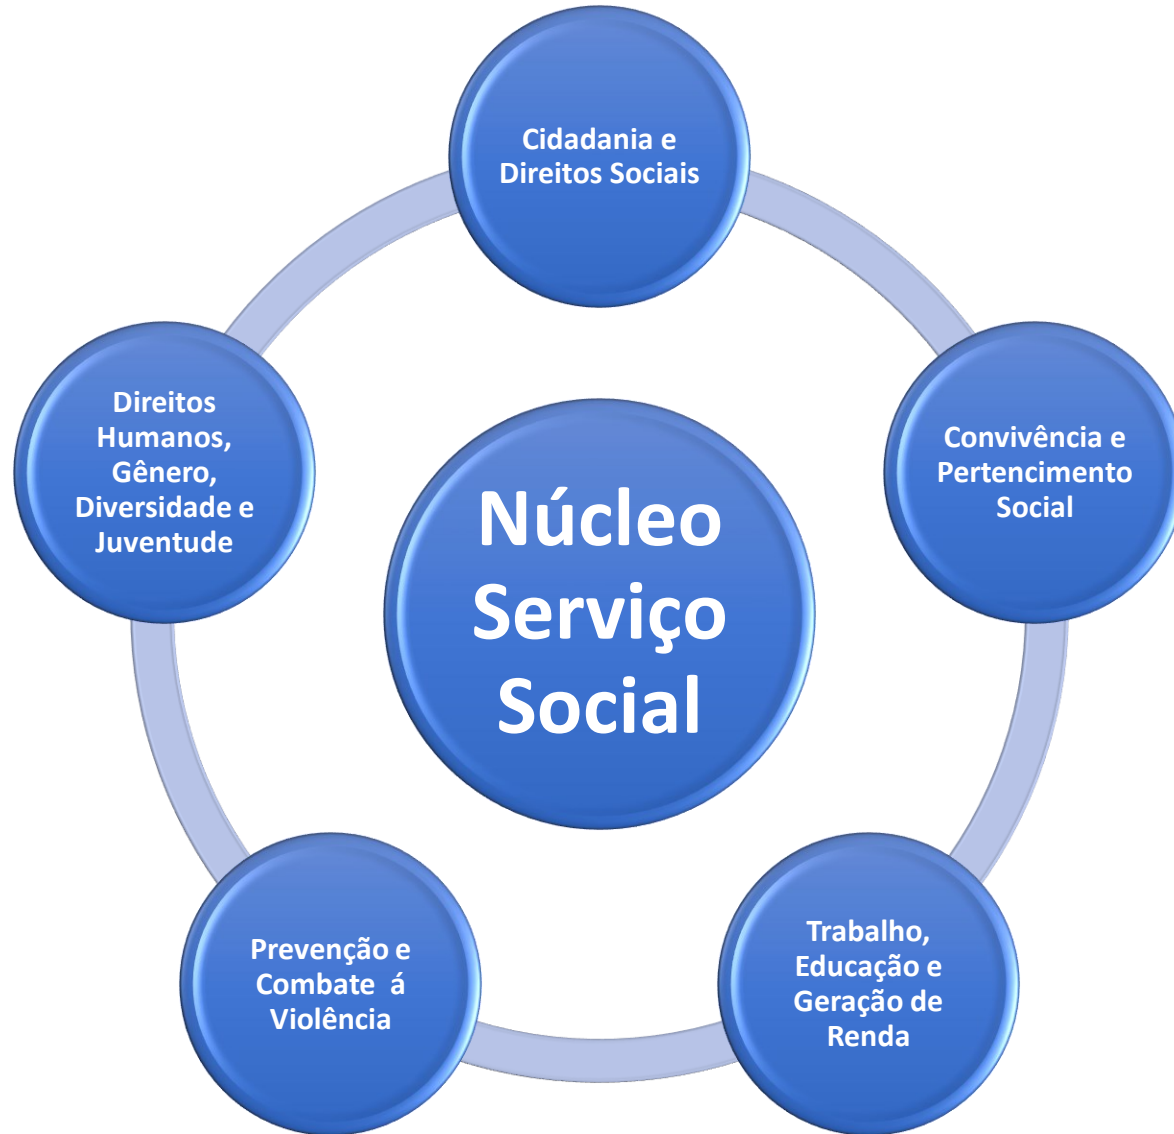 Cidadania e
Direitos Sociais
Convivência e
Pertencimento
Social
Trabalho,
Educação e
Geração de
Renda
Prevenção e
Combate  á
Violência
Direitos
Humanos,
Gênero,
Diversidade e
Juventude
Núcleo
Serviço
Social